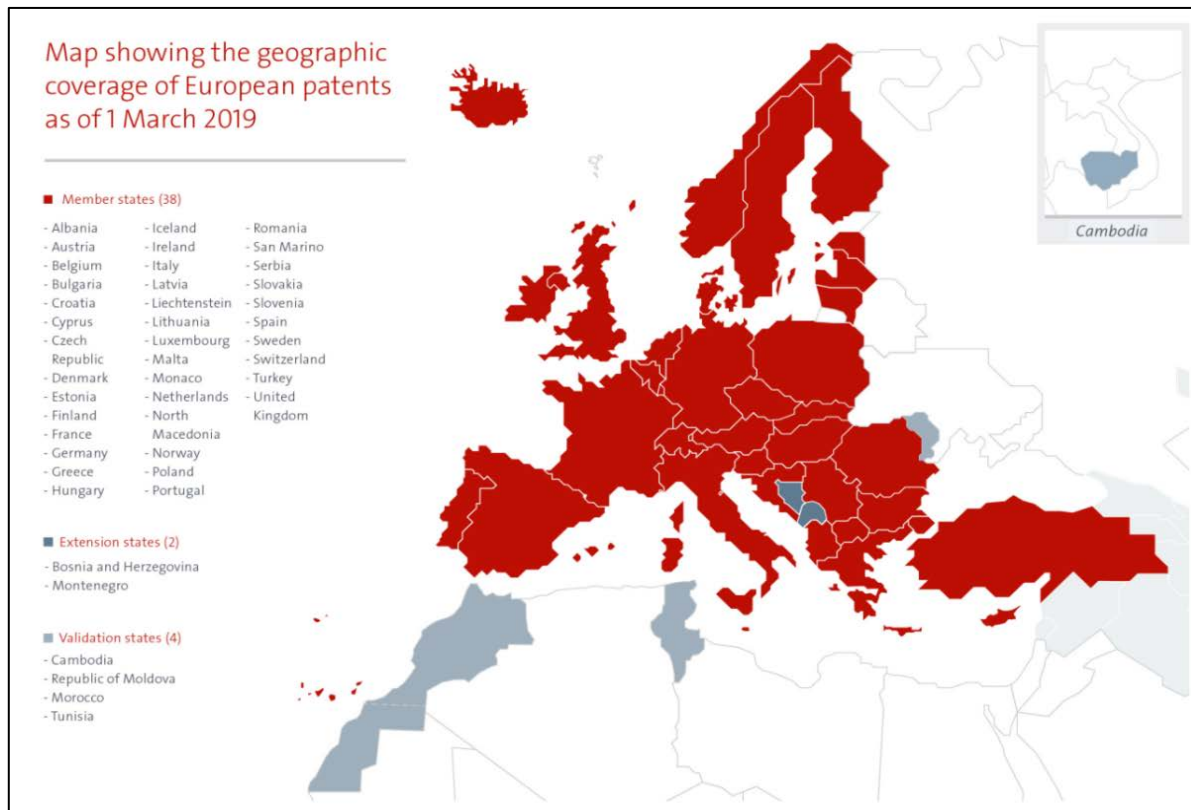 Map showing the geographic
coverage of European patents
as of 1 March 2019
Member states (38)
- Albania
- Austria
- Belgium
- Bulgaria
- Croatia
- Cyprus
- Czech
Republic
- Denmark
- Estonia
- Finland
- France
- Germany
- Greece
- Hungary
- Iceland
- Ireland
- Italy
- Latvia
- Liechtenstein
- Lithuania
- Luxembourg
- Malta
- Monaco
- Netherlands
- North
Macedonia
- Norway
- Poland
- Portugal
- Romania
- San Marino
- Serbia
- Slovakia
- Slovenia
- Spain
- Sweden
- Switzerland
- Turkey
- United
Kingdom
Extension states (2)
- Bosnia and Herzegovina
- Montenegro
Validation states (4)
- Cambodia
- Republic of Moldova
- Morocco
- Tunisia
Cambodia